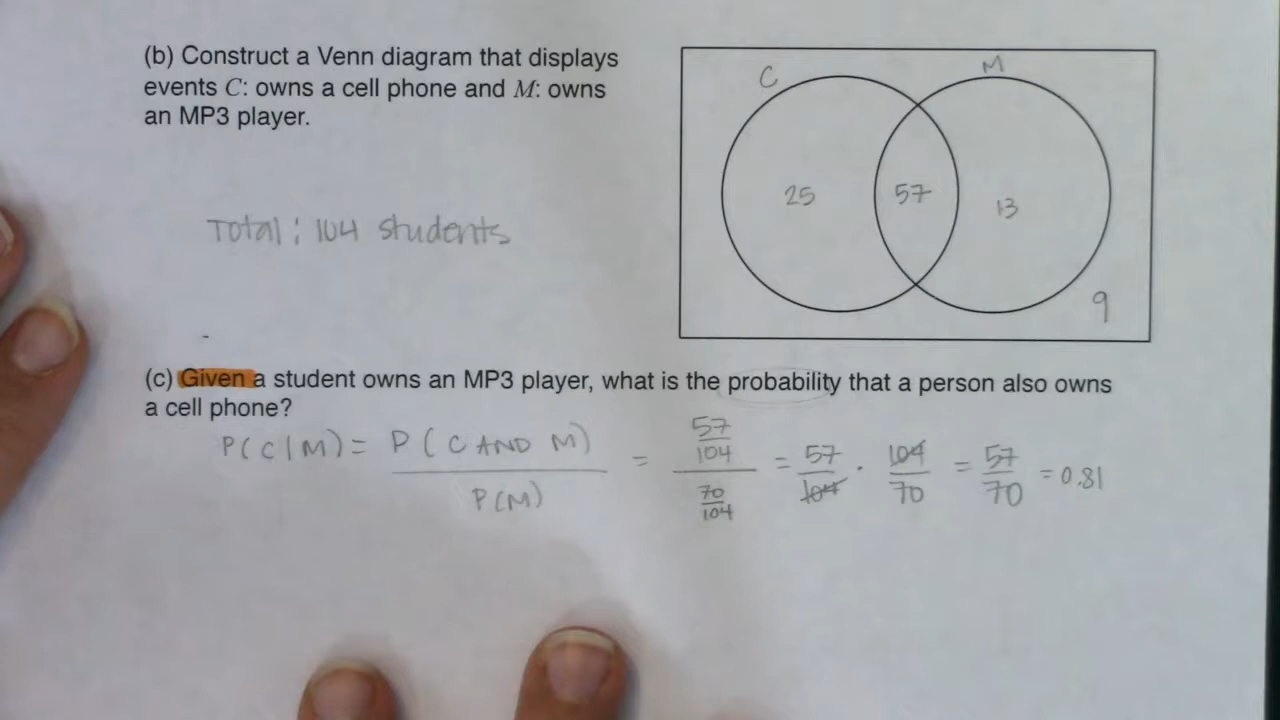 (b) Construct a Venn diagram that displays
events C: owns a cell phone and M: owns
an MP3 player.
Total: 104 students
C
M
25
57
13
9
(c) Given a student owns an MP3 player, what is the probability that a person also owns
a cell phone?
P(C|M) = P(C AND M) / P(M) = 57/104 / 70/104 = 57/104 · 104/70 = 57/70 = 0.81